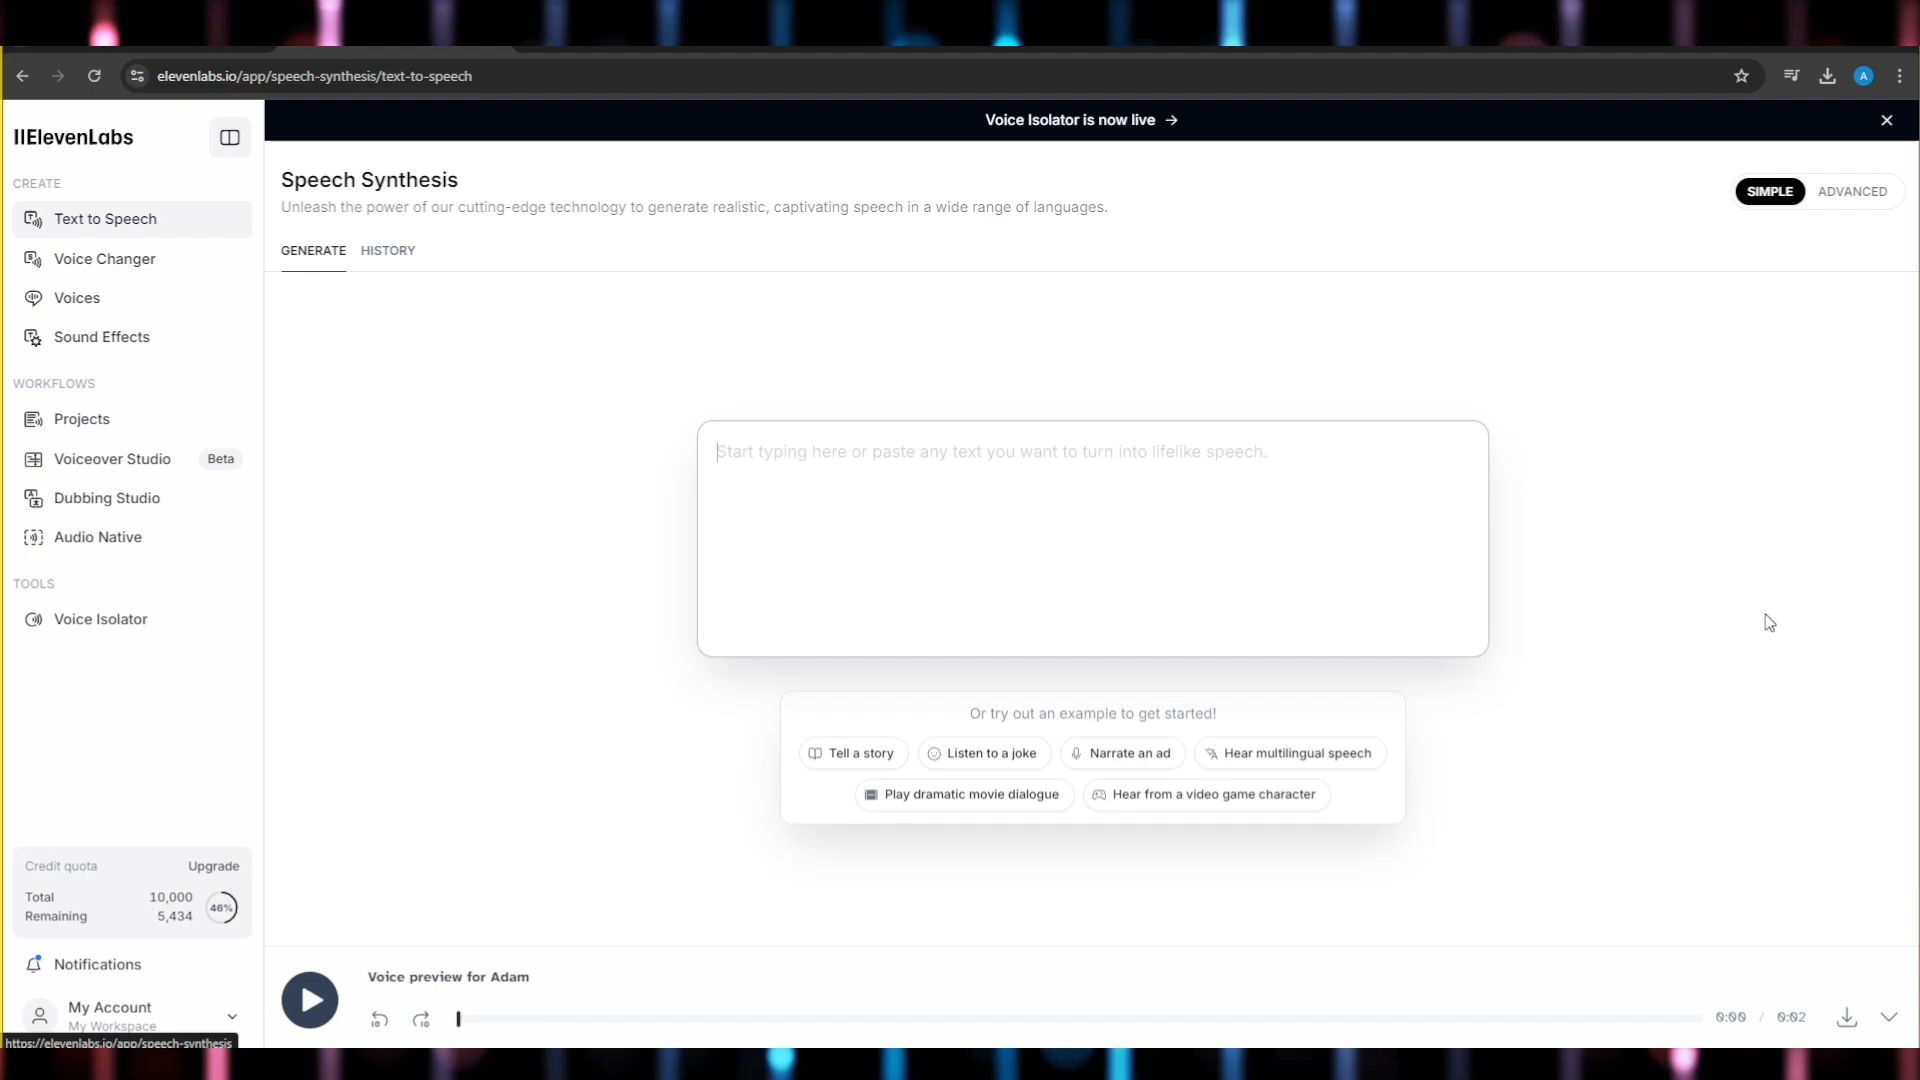 elevenlabs.io/app/speech-synthesis/text-to-speech
A
Voice Isolator is now live →
IIElevenLabs
CREATE
Text to Speech
Voice Changer
Voices
Sound Effects
WORKFLOWS
Projects
Voiceover Studio Beta
Dubbing Studio
Audio Native
TOOLS
Voice Isolator
Credit quota Upgrade
Total 10,000
Remaining 5,434
46%
Notifications
My Account
My Workspace
https://elevenlabs.io/app/speech-synthesis
Speech Synthesis
Unleash the power of our cutting-edge technology to generate realistic, captivating speech in a wide range of languages.
SIMPLE ADVANCED
GENERATE HISTORY
Start typing here or paste any text you want to turn into lifelike speech.
Or try out an example to get started!
Tell a story Listen to a joke Narrate an ad Hear multilingual speech
Play dramatic movie dialogue Hear from a video game character
Voice preview for Adam
10 10 0:00 / 0:02